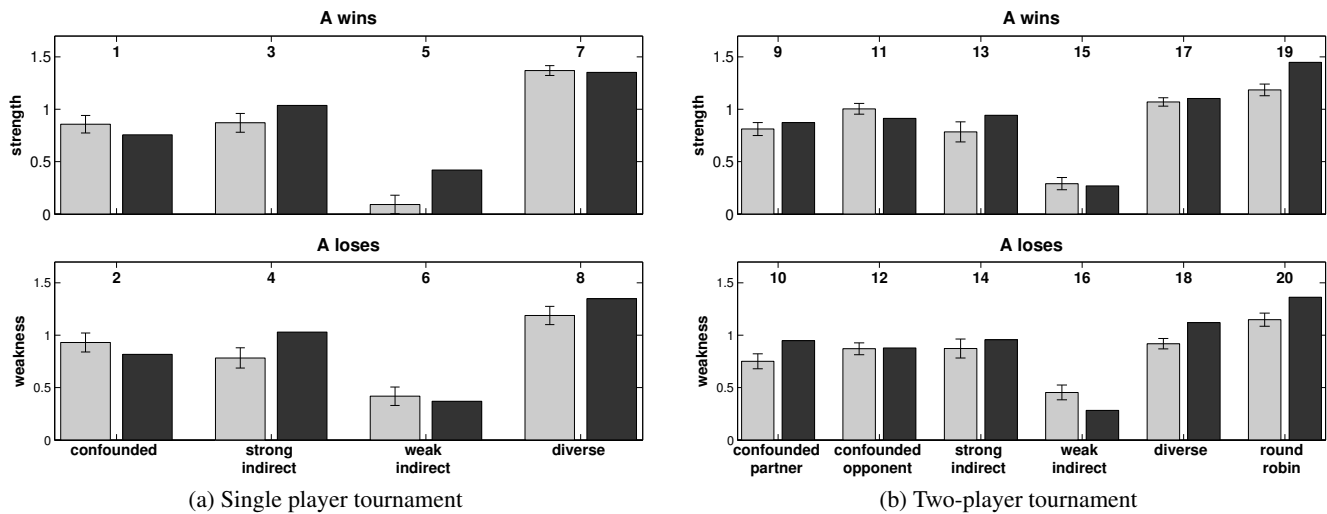 A wins
1 3 5 7
1.5
1
0.5
0
strength
A loses
2 4 6 8
1.5
1
0.5
0
weakness
confounded strong indirect weak indirect diverse
(a) Single player tournament
A wins
9 11 13 15 17 19
1.5
1
0.5
0
strength
A loses
10 12 14 16 18 20
1.5
1
0.5
0
weakness
confounded partner confounded opponent strong indirect weak indirect diverse round robin
(b) Two-player tournament